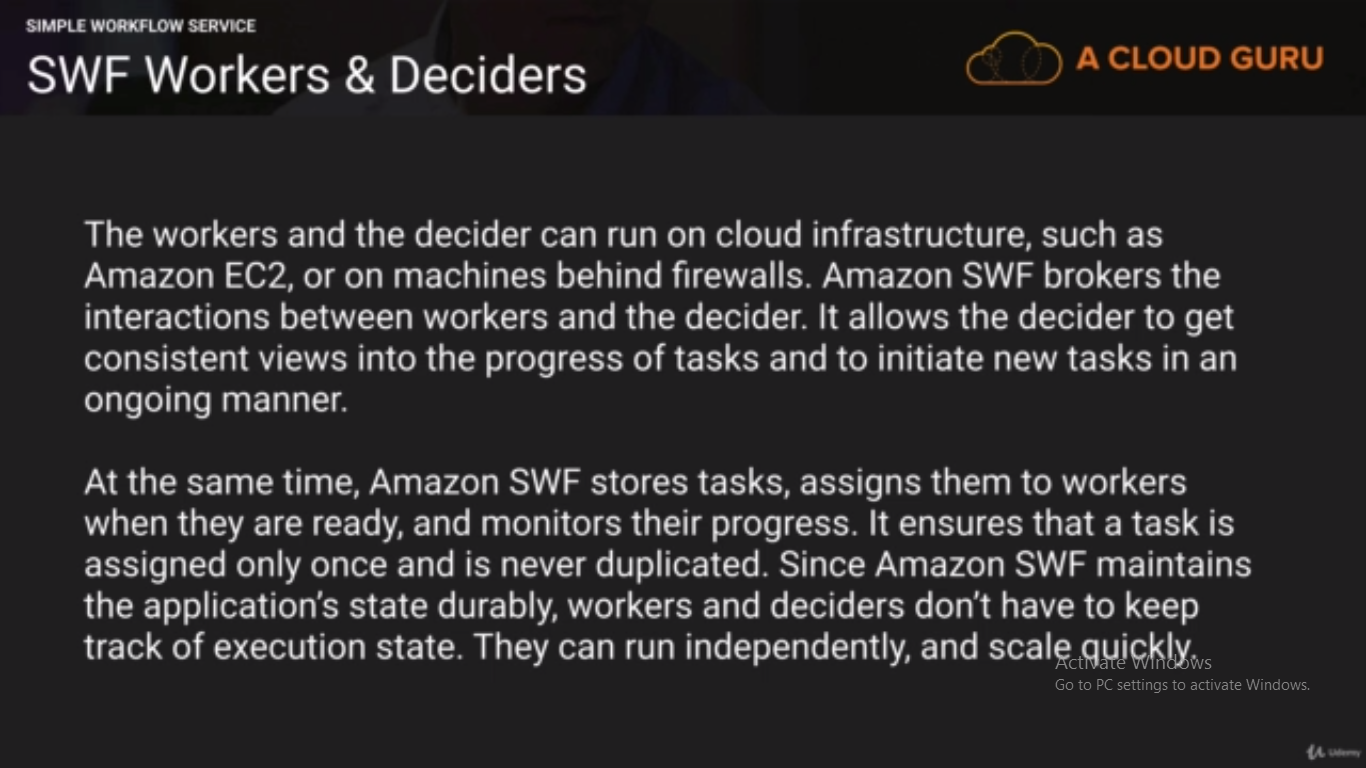 SIMPLE WORKFLOW SERVICE
SWF Workers & Deciders
A CLOUD GURU
The workers and the decider can run on cloud infrastructure, such as
Amazon EC2, or on machines behind firewalls. Amazon SWF brokers the
interactions between workers and the decider. It allows the decider to get
consistent views into the progress of tasks and to initiate new tasks in an
ongoing manner.
At the same time, Amazon SWF stores tasks, assigns them to workers
when they are ready, and monitors their progress. It ensures that a task is
assigned only once and is never duplicated. Since Amazon SWF maintains
the application’s state durably, workers and deciders don’t have to keep
track of execution state. They can run independently, and scale quickly.
Activate Windows
Go to PC settings to activate Windows.
Udemy